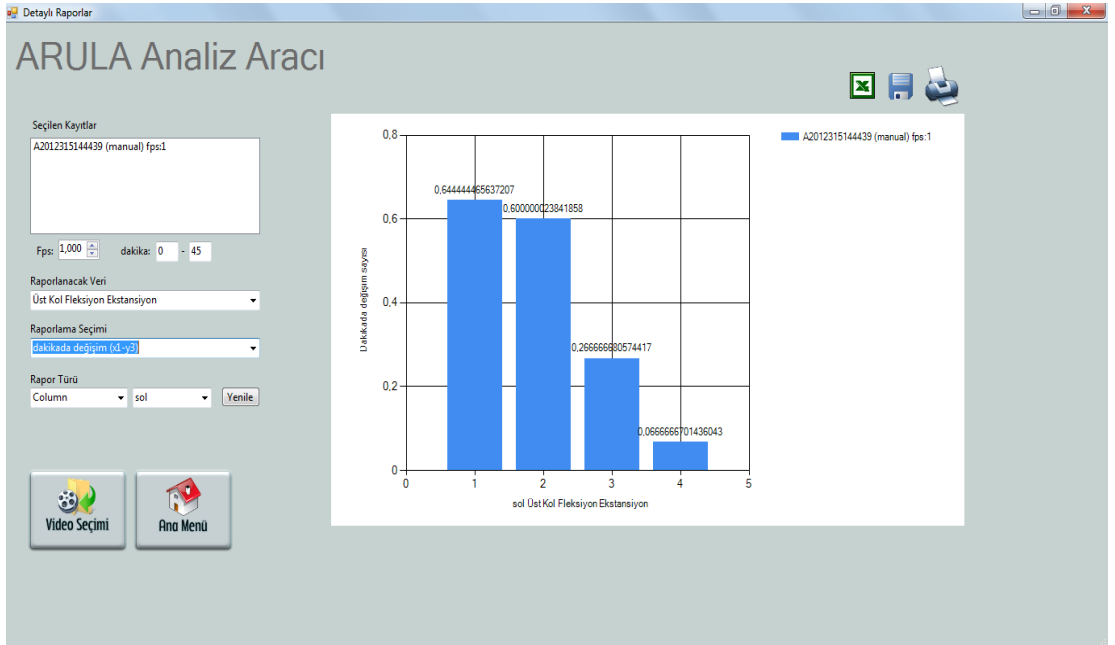 Detaylı Raporlar
ARULA Analiz Aracı
Seçilen Kayıtlar
A2012315144439 (manual) fps:1
Fps: 1,000 dakika: 0 - 45
Raporlanacak Veri
Üst Kol Fleksiyon Ekstansiyon
Raporlama Seçimi
dakikada değişim (x1-y3)
Rapor Türü
Column sol Yenile
Video Seçimi Ana Menü
A2012315144439 (manual) fps:1
Dakikada değişim sayısı
0,8
0,6
0,4
0,2
0
0,644444465637207
0,600000023841858
0,266666680574417
0,0666666701436043
0 1 2 3 4 5
sol Üst Kol Fleksiyon Ekstansiyon